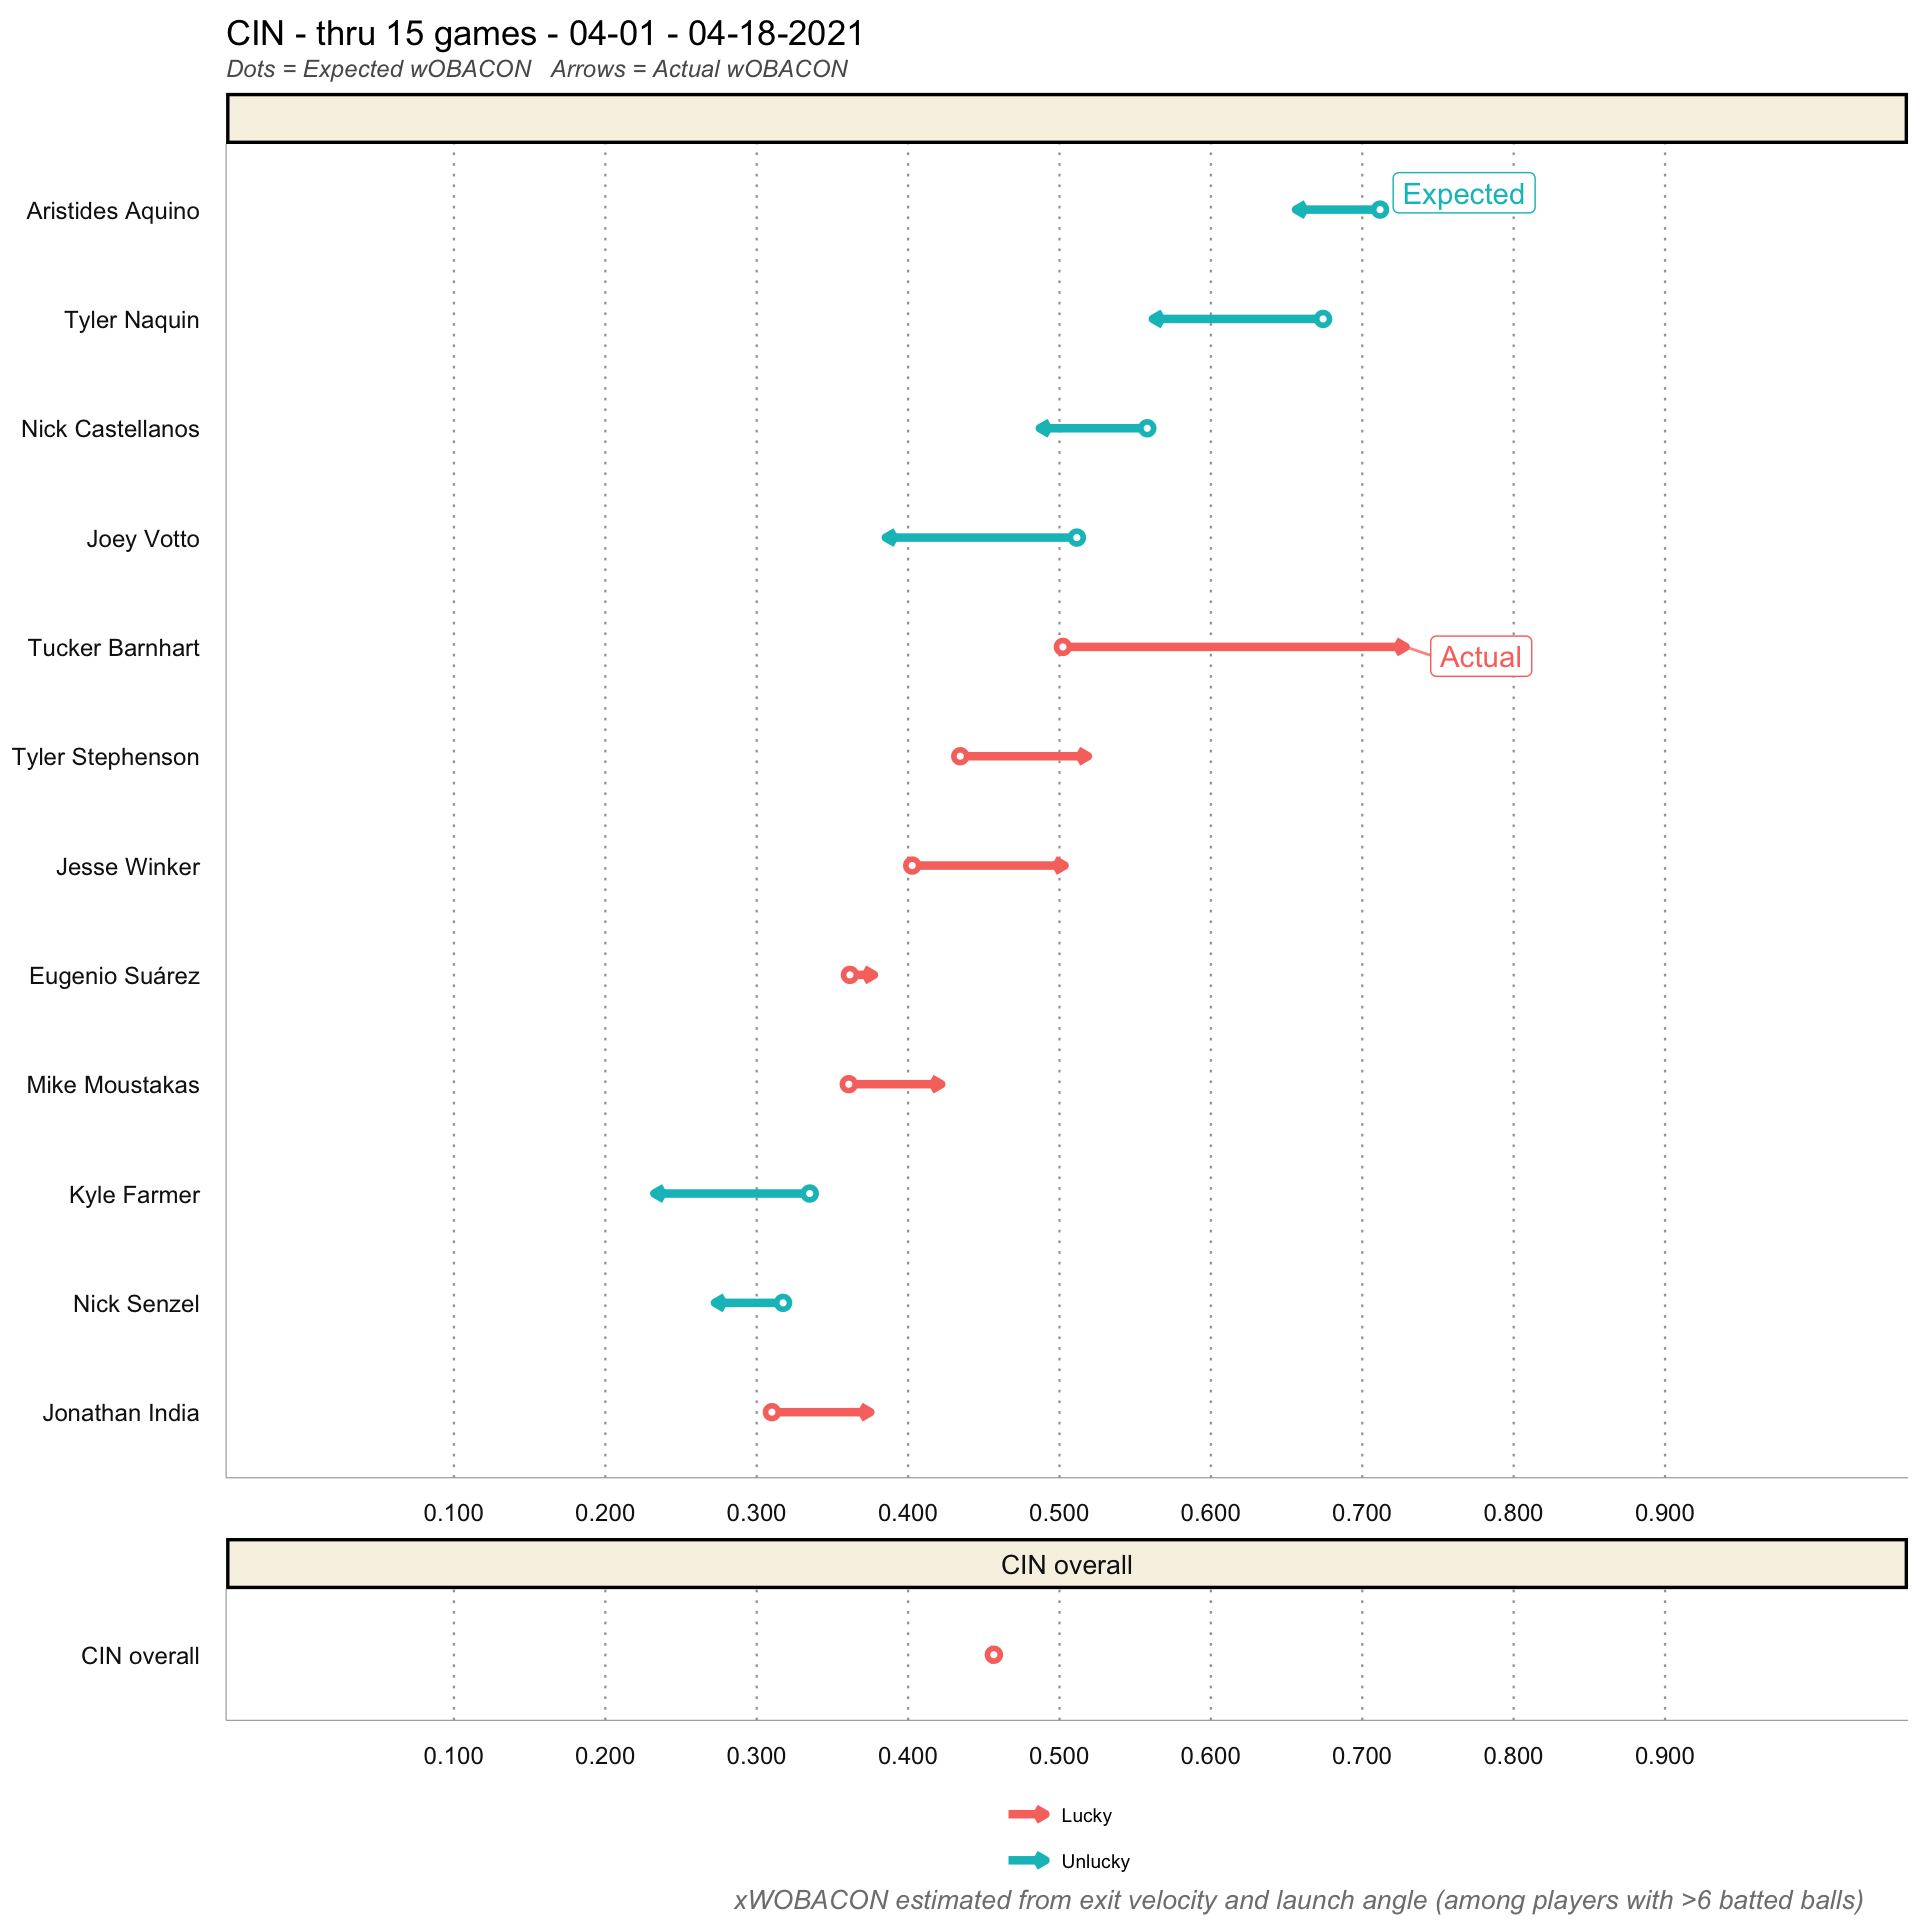 CIN - thru 15 games - 04-01 - 04-18-2021
Dots = Expected wOBACON   Arrows = Actual wOBACON
Aristides Aquino
Expected
Tyler Naquin
Nick Castellanos
Joey Votto
Tucker Barnhart
Actual
Tyler Stephenson
Jesse Winker
Eugenio Suárez
Mike Moustakas
Kyle Farmer
Nick Senzel
Jonathan India
0.100 0.200 0.300 0.400 0.500 0.600 0.700 0.800 0.900
CIN overall
CIN overall
0.100 0.200 0.300 0.400 0.500 0.600 0.700 0.800 0.900
Lucky
Unlucky
xWOBACON estimated from exit velocity and launch angle (among players with >6 batted balls)